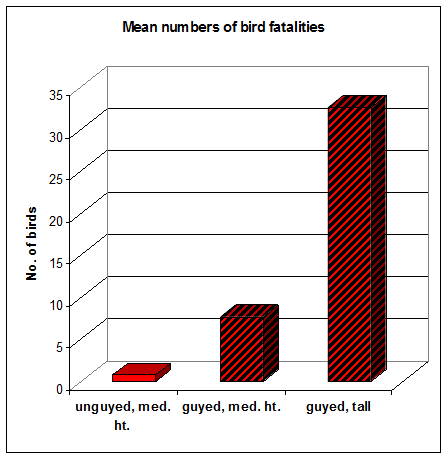 Mean numbers of bird fatalities
No. of birds
35
30
25
20
15
10
5
0
unguyed, med.
ht.
guyed, med. ht.
guyed, tall